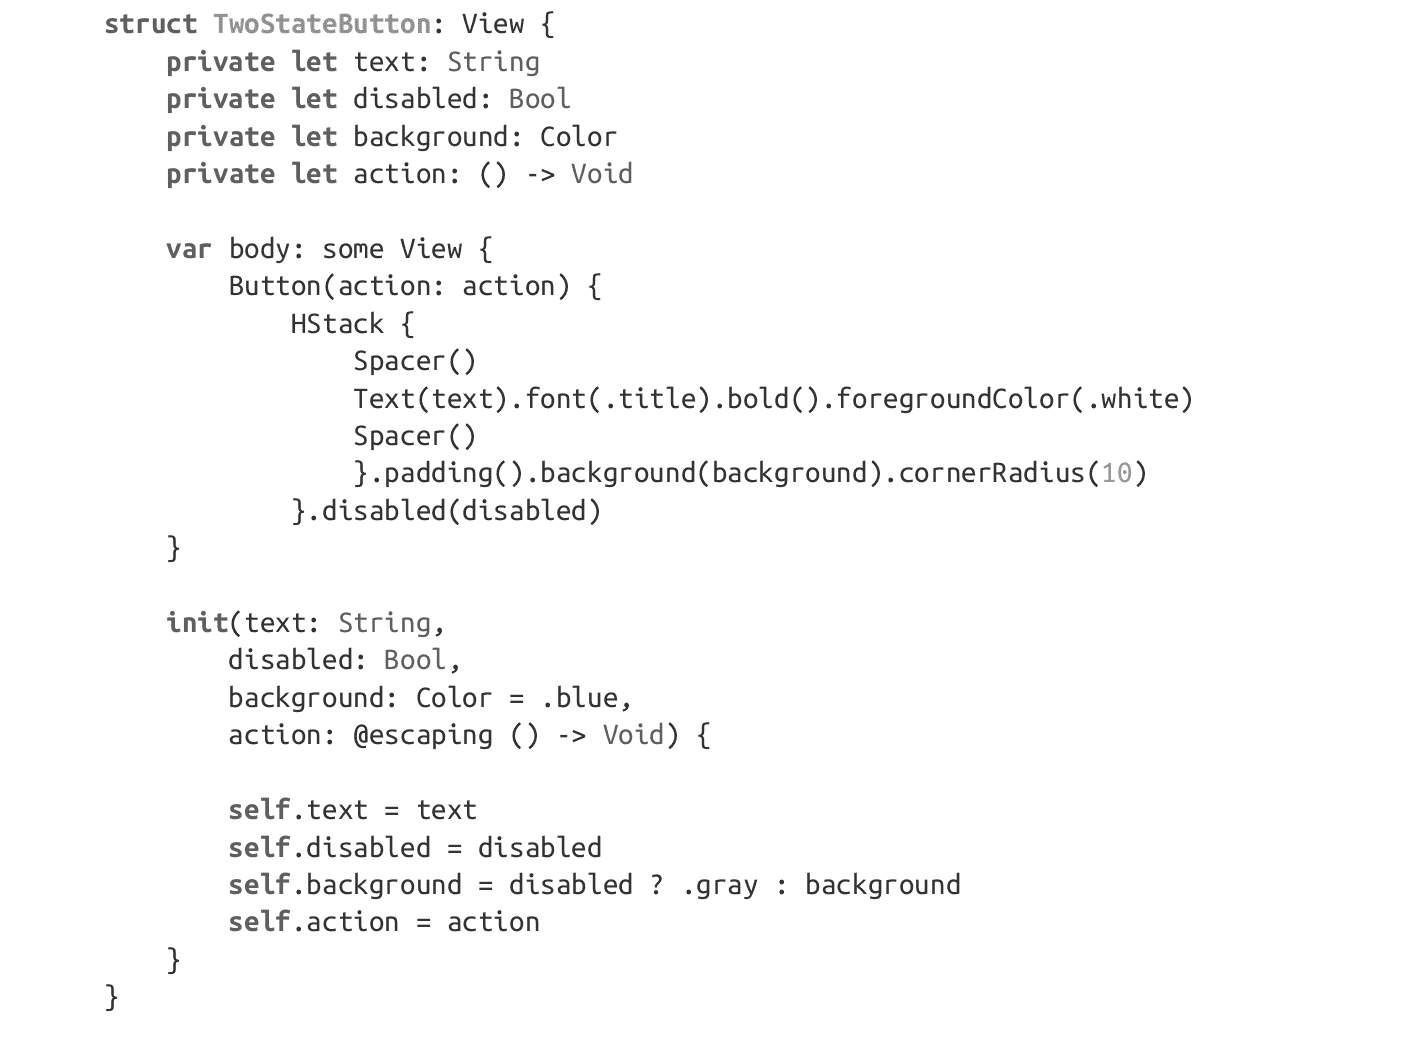 struct TwoStateButton: View {
    private let text: String
    private let disabled: Bool
    private let background: Color
    private let action: () -> Void

    var body: some View {
        Button(action: action) {
            HStack {
                Spacer()
                Text(text).font(.title).bold().foregroundColor(.white)
                Spacer()
                }.padding().background(background).cornerRadius(10)
            }.disabled(disabled)
    }

    init(text: String,
        disabled: Bool,
        background: Color = .blue,
        action: @escaping () -> Void) {

        self.text = text
        self.disabled = disabled
        self.background = disabled ? .gray : background
        self.action = action
    }
}